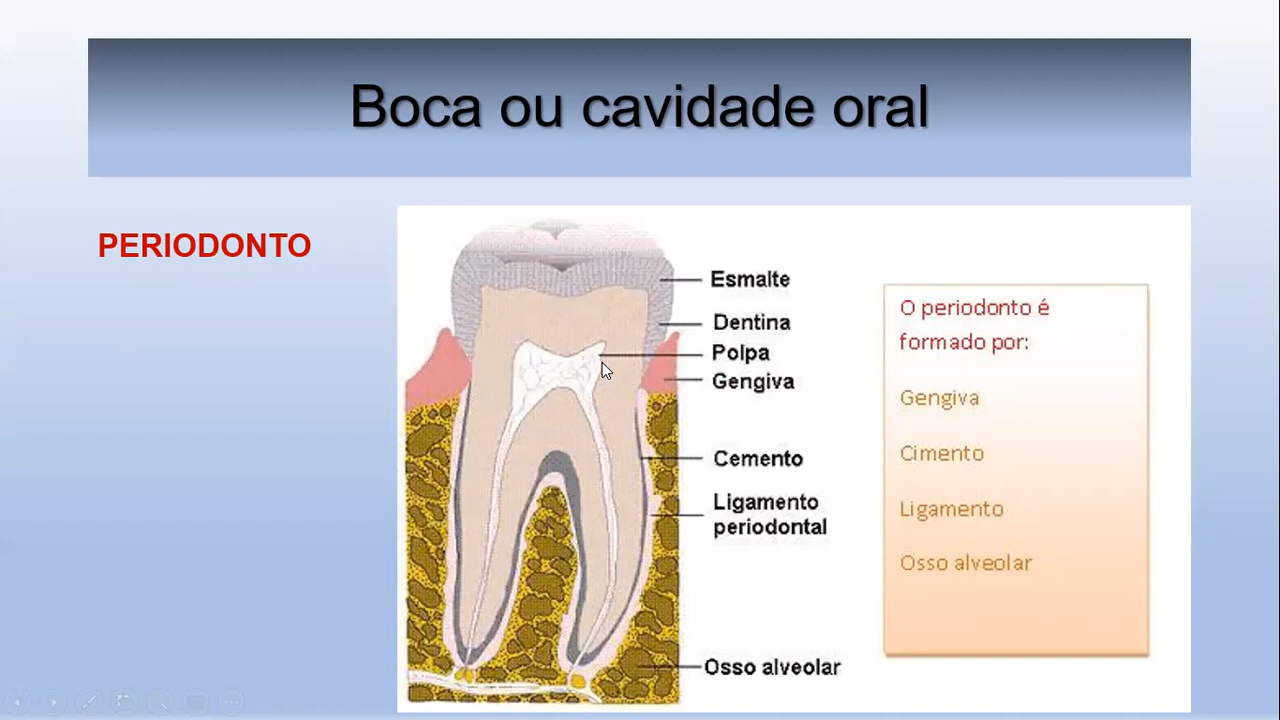 Boca ou cavidade oral
PERIODONTO
Esmalte
Dentina
Polpa
Gengiva
Cemento
Ligamento
periodontal
Osso alveolar
O periodonto é
formado por:
Gengiva
Cimento
Ligamento
Osso alveolar